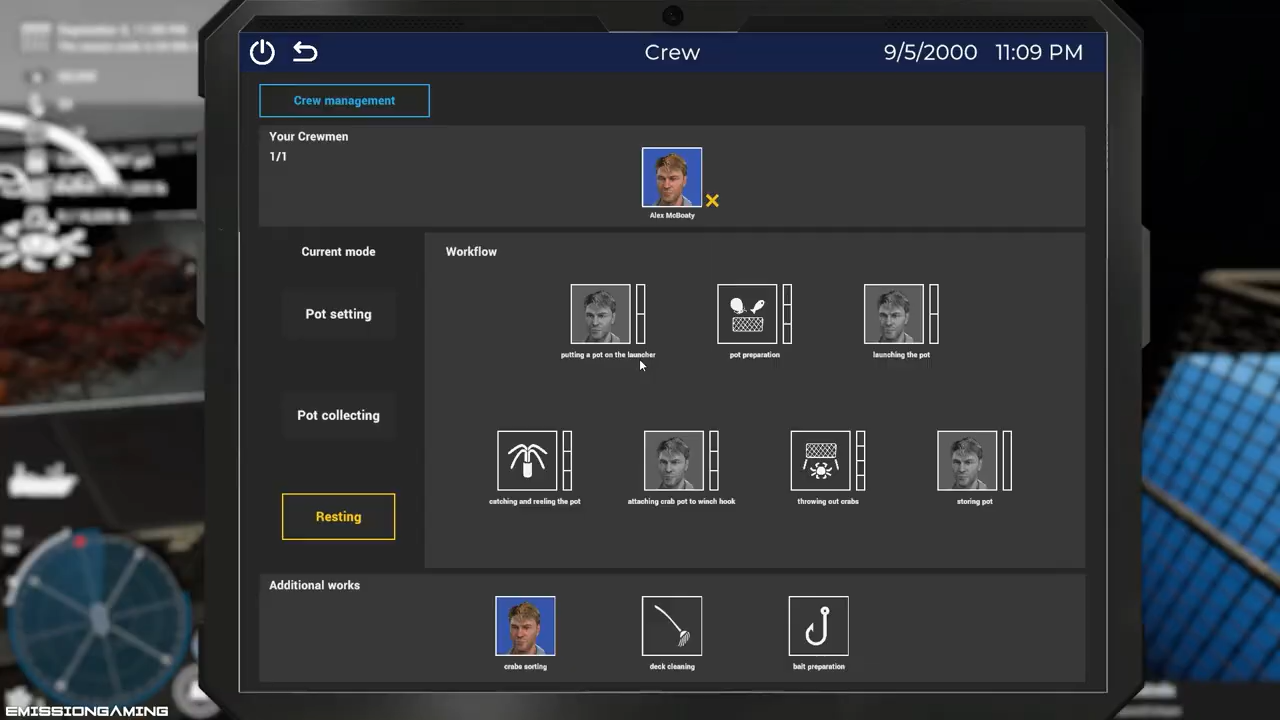 Crew
9/5/2000 11:09 PM
Crew management
Your Crewmen
1/1
Alex McBoaty
Current mode
Workflow
Pot setting
putting a pot on the launcher
pot preparation
launching the pot
Pot collecting
catching and reeling the pot
attaching crab pot to winch hook
throwing out crabs
storing pot
Resting
Additional works
crabs sorting
deck cleaning
bait preparation
EMISSIONGAMING